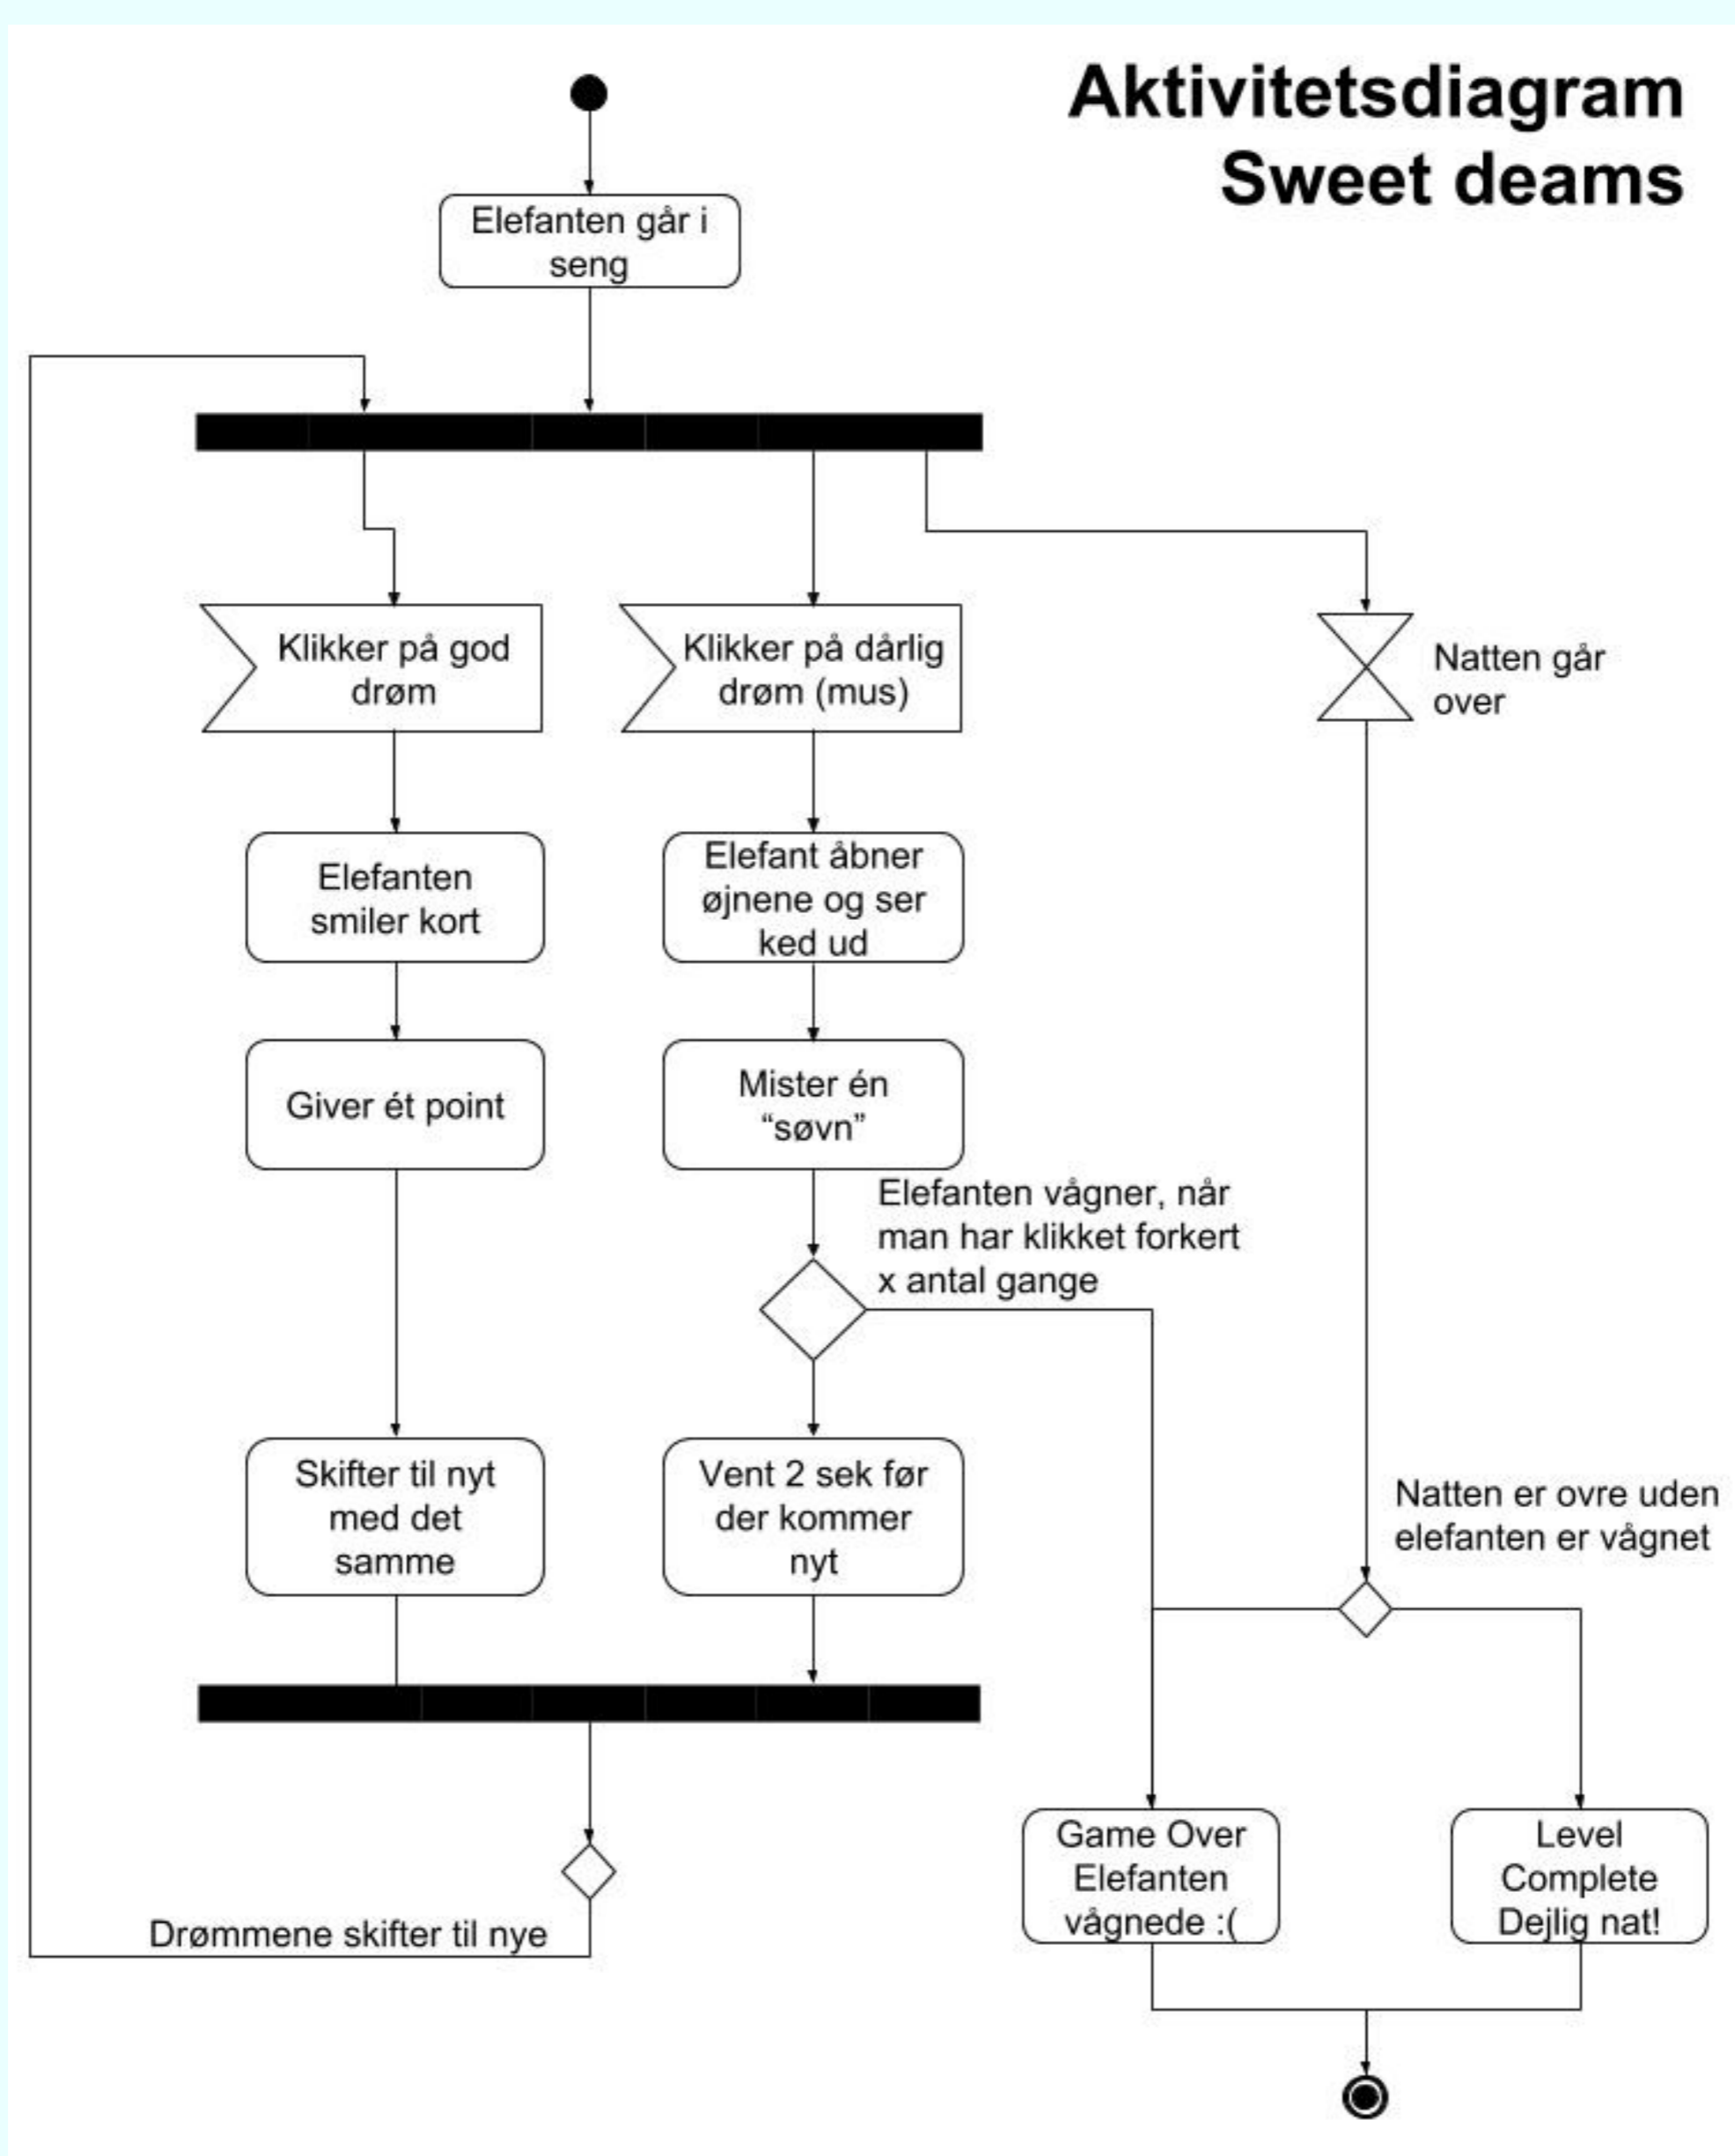 Aktivitetsdiagram
Sweet deams
Elefanten går i
seng
Klikker på god
drøm
Klikker på dårlig
drøm (mus)
Natten går
over
Elefanten
smiler kort
Elefant åbner
øjnene og ser
ked ud
Giver ét point
Mister én
“søvn”
Elefanten vågner, når
man har klikket forkert
x antal gange
Skifter til nyt
med det
samme
Vent 2 sek før
der kommer
nyt
Natten er ovre uden
elefanten er vågnet
Drømmene skifter til nye
Game Over
Elefanten
vågnede :(
Level
Complete
Dejlig nat!